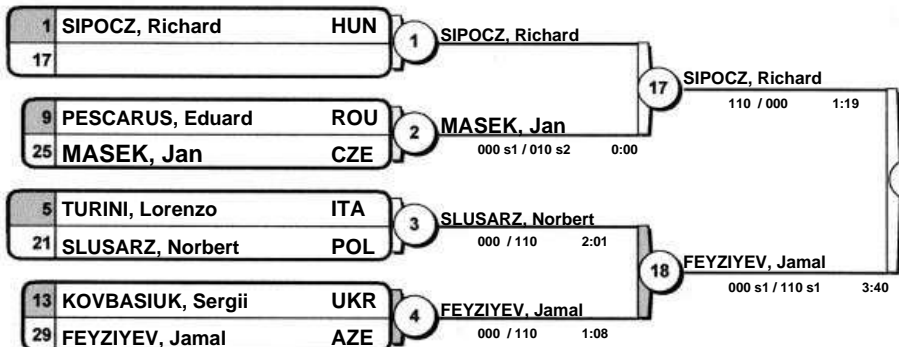 1 SIPOCZ, Richard HUN
17
1 SIPOCZ, Richard
9 PESCARUS, Eduard ROU
25 MASEK, Jan CZE
2 MASEK, Jan
000 s1 / 010 s2 0:00
17 SIPOCZ, Richard
110 / 000 1:19
5 TURINI, Lorenzo ITA
21 SLUSARZ, Norbert POL
3 SLUSARZ, Norbert
000 / 110 2:01
13 KOVBASIUK, Sergii UKR
29 FEYZIYEV, Jamal AZE
4 FEYZIYEV, Jamal
000 / 110 1:08
18 FEYZIYEV, Jamal
000 s1 / 110 s1 3:40